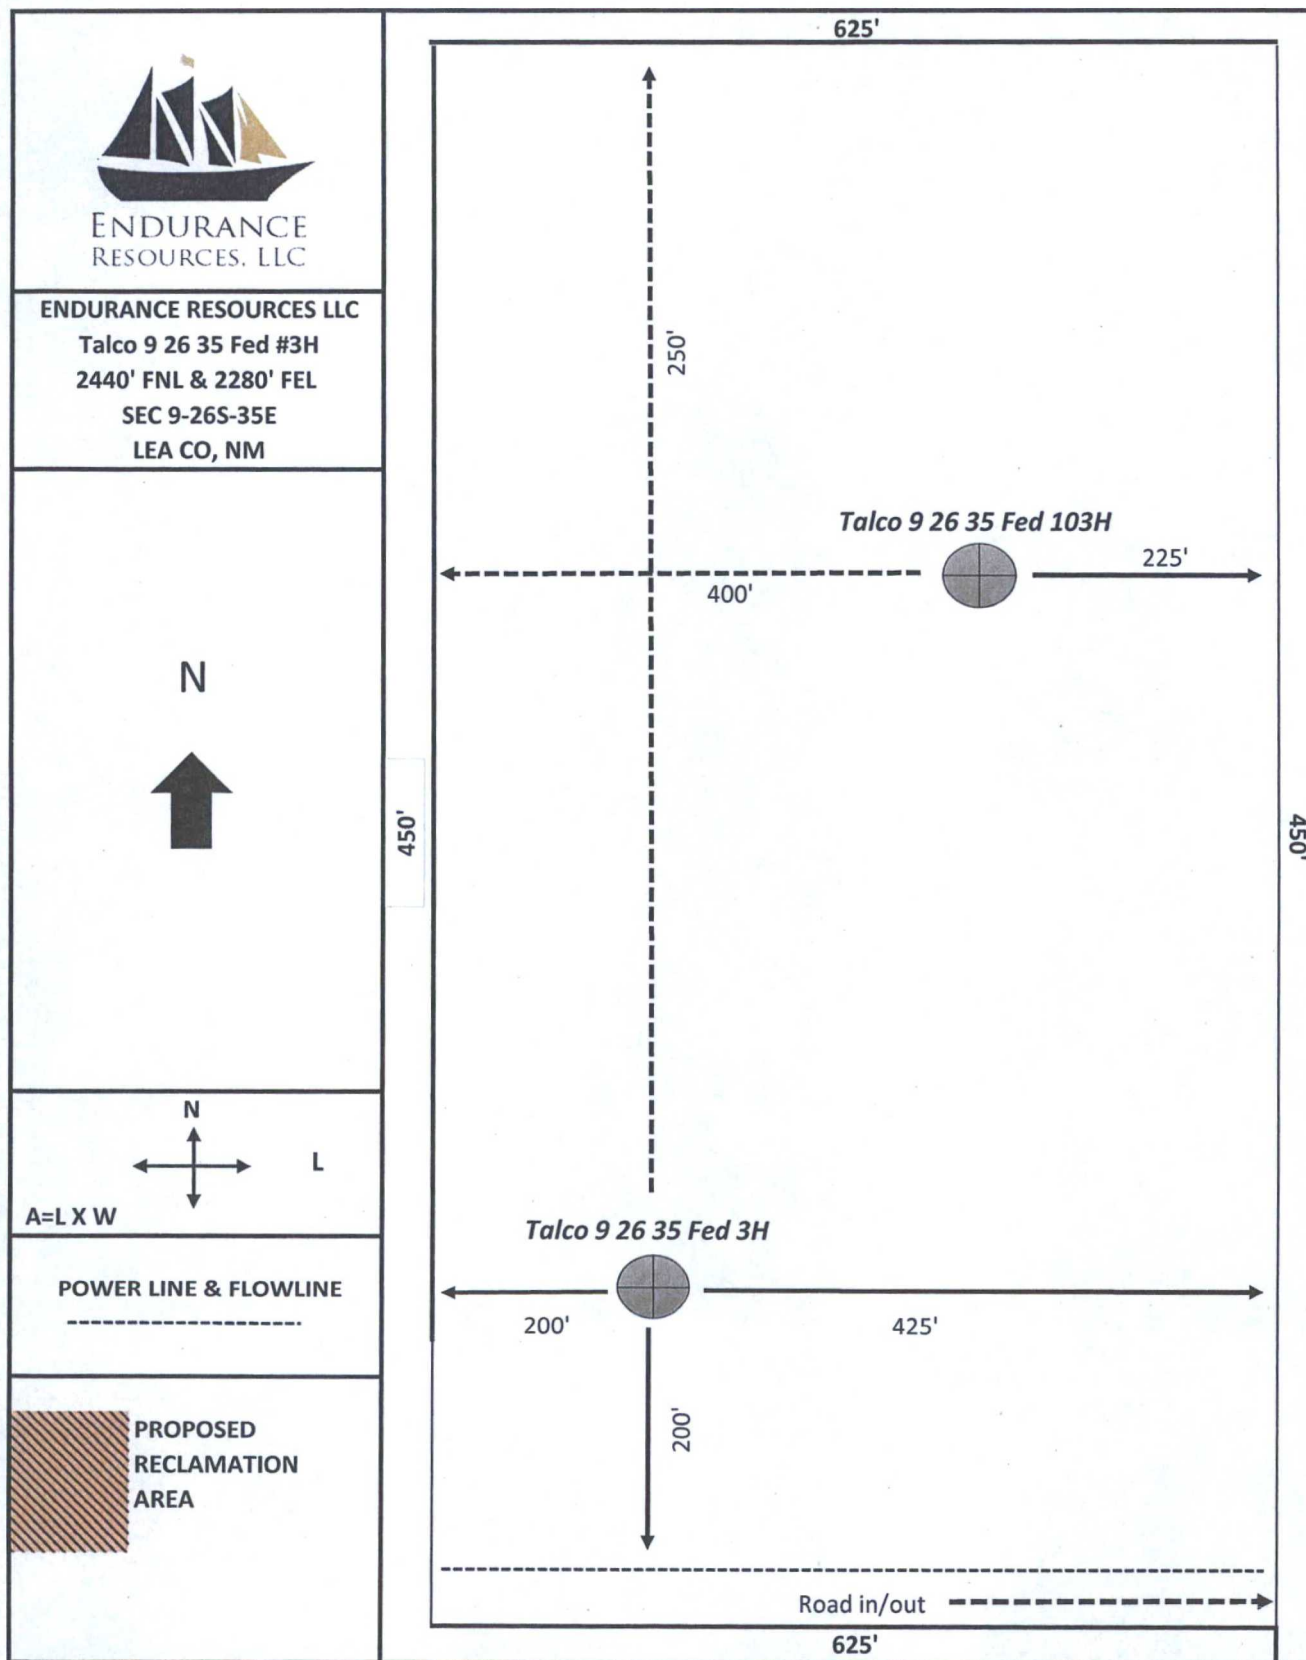 ENDURANCE
RESOURCES, LLC
ENDURANCE RESOURCES LLC
Talco 9 26 35 Fed #3H
2440' FNL & 2280' FEL
SEC 9-26S-35E
LEA CO, NM
N
N
L
A=L X W
POWER LINE & FLOWLINE
PROPOSED
RECLAMATION
AREA
625'
250'
Talco 9 26 35 Fed 103H
225'
400'
450'
450'
Talco 9 26 35 Fed 3H
200'
425'
200'
Road in/out
625'